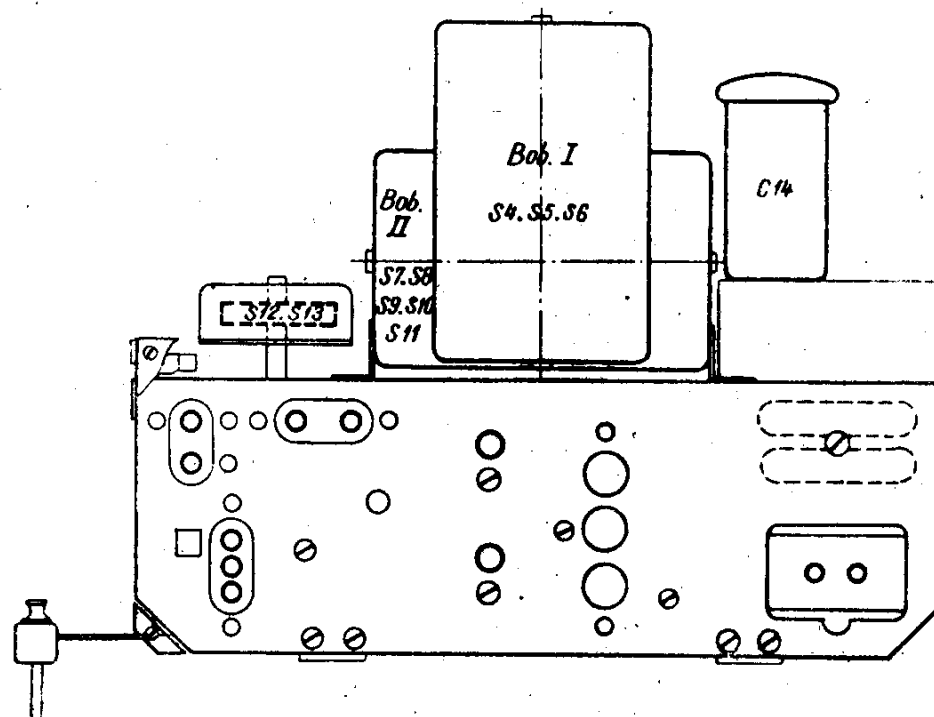 Bob. I
S4. S5. S6
C14
Bob.
II
S7. S8
S9. S10
S11
S12. S13